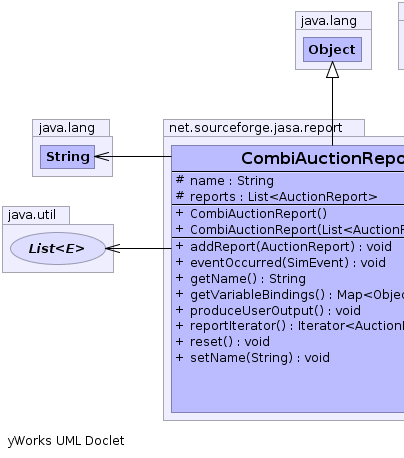 java.lang
Object
java.lang
String
net.sourceforge.jasa.report
CombiAuctionRepo
# name : String
# reports : List<AuctionReport>
+ CombiAuctionReport()
+ CombiAuctionReport(List<AuctionR
+ addReport(AuctionReport) : void
+ eventOccurred(SimEvent) : void
+ getName() : String
+ getVariableBindings() : Map<Objec
+ produceUserOutput() : void
+ reportIterator() : Iterator<Auction
+ reset() : void
+ setName(String) : void
java.util
List<E>
yWorks UML Doclet